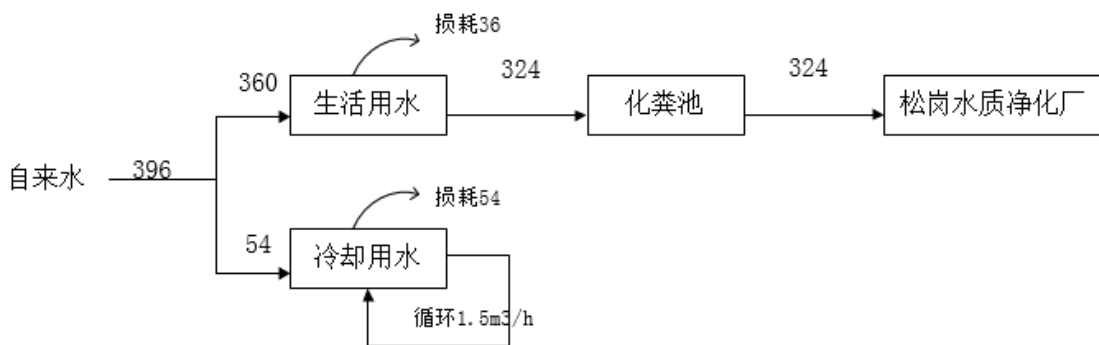 损耗36
360
324
324
生活用水
化粪池
松岗水质净化厂
自来水
396
损耗54
54
冷却用水
循环1.5m3/h